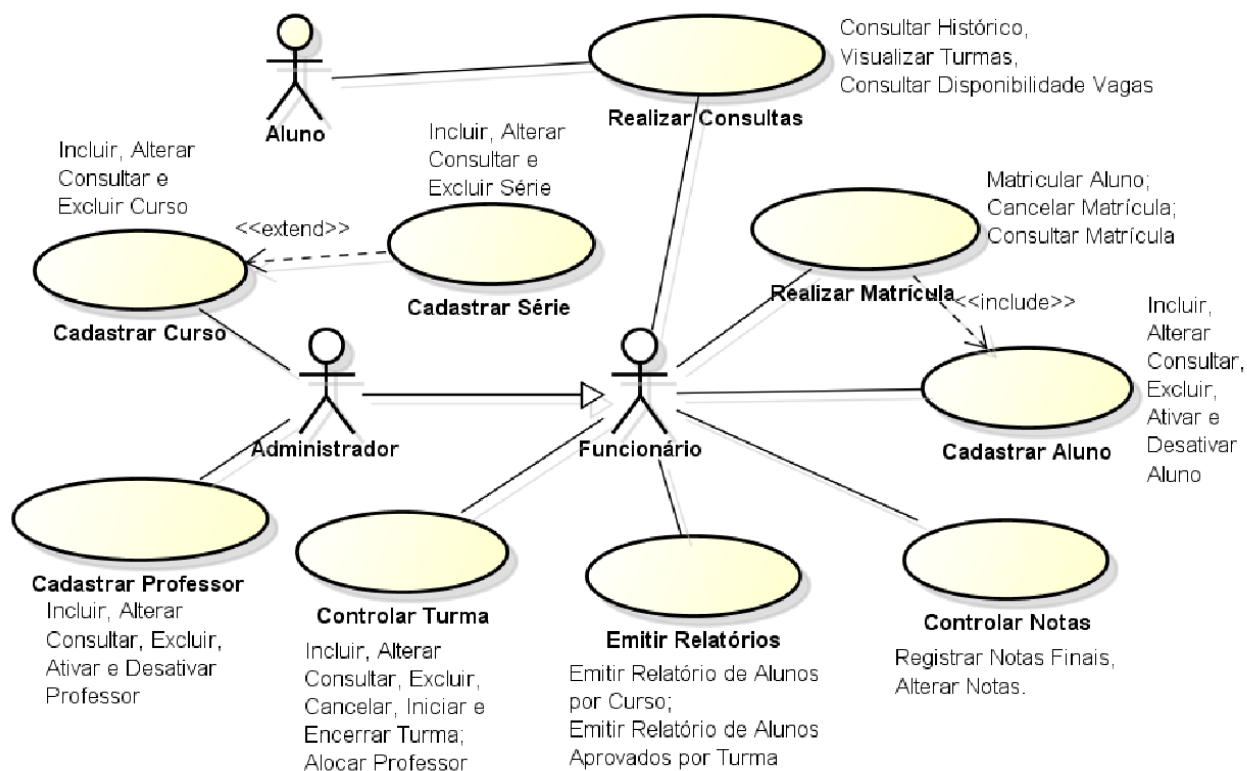 Consultar Histórico,
Visualizar Turmas,
Consultar Disponibilidade Vagas
Realizar Consultas
Aluno
Incluir, Alterar
Consultar e
Excluir Curso
Incluir, Alterar
Consultar e
Excluir Série
<<extend>>
Cadastrar Curso
Cadastrar Série
Matricular Aluno;
Cancelar Matrícula;
Consultar Matrícula
Realizar Matrícula
<<include>>
Incluir,
Alterar
Consultar,
Excluir,
Ativar e
Desativar
Aluno
Cadastrar Aluno
Administrador
Funcionário
Cadastrar Professor
Incluir, Alterar
Consultar, Excluir,
Ativar e Desativar
Professor
Controlar Turma
Incluir, Alterar
Consultar, Excluir,
Cancelar, Iniciar e
Encerrar Turma;
Alocar Professor
Emitir Relatórios
Emitir Relatório de Alunos
por Curso;
Emitir Relatório de Alunos
Aprovados por Turma
Controlar Notas
Registrar Notas Finais,
Alterar Notas.